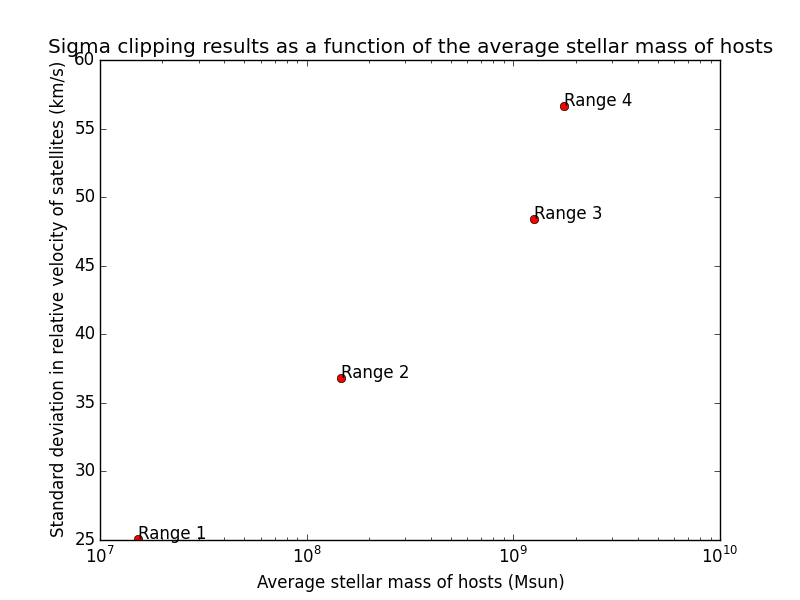 Sigma clipping results as a function of the average stellar mass of hosts
Standard deviation in relative velocity of satellites (km/s)
60
55
50
45
40
35
30
25
Range 4
Range 3
Range 2
Range 1
10^7
10^8
10^9
10^10
Average stellar mass of hosts (Msun)